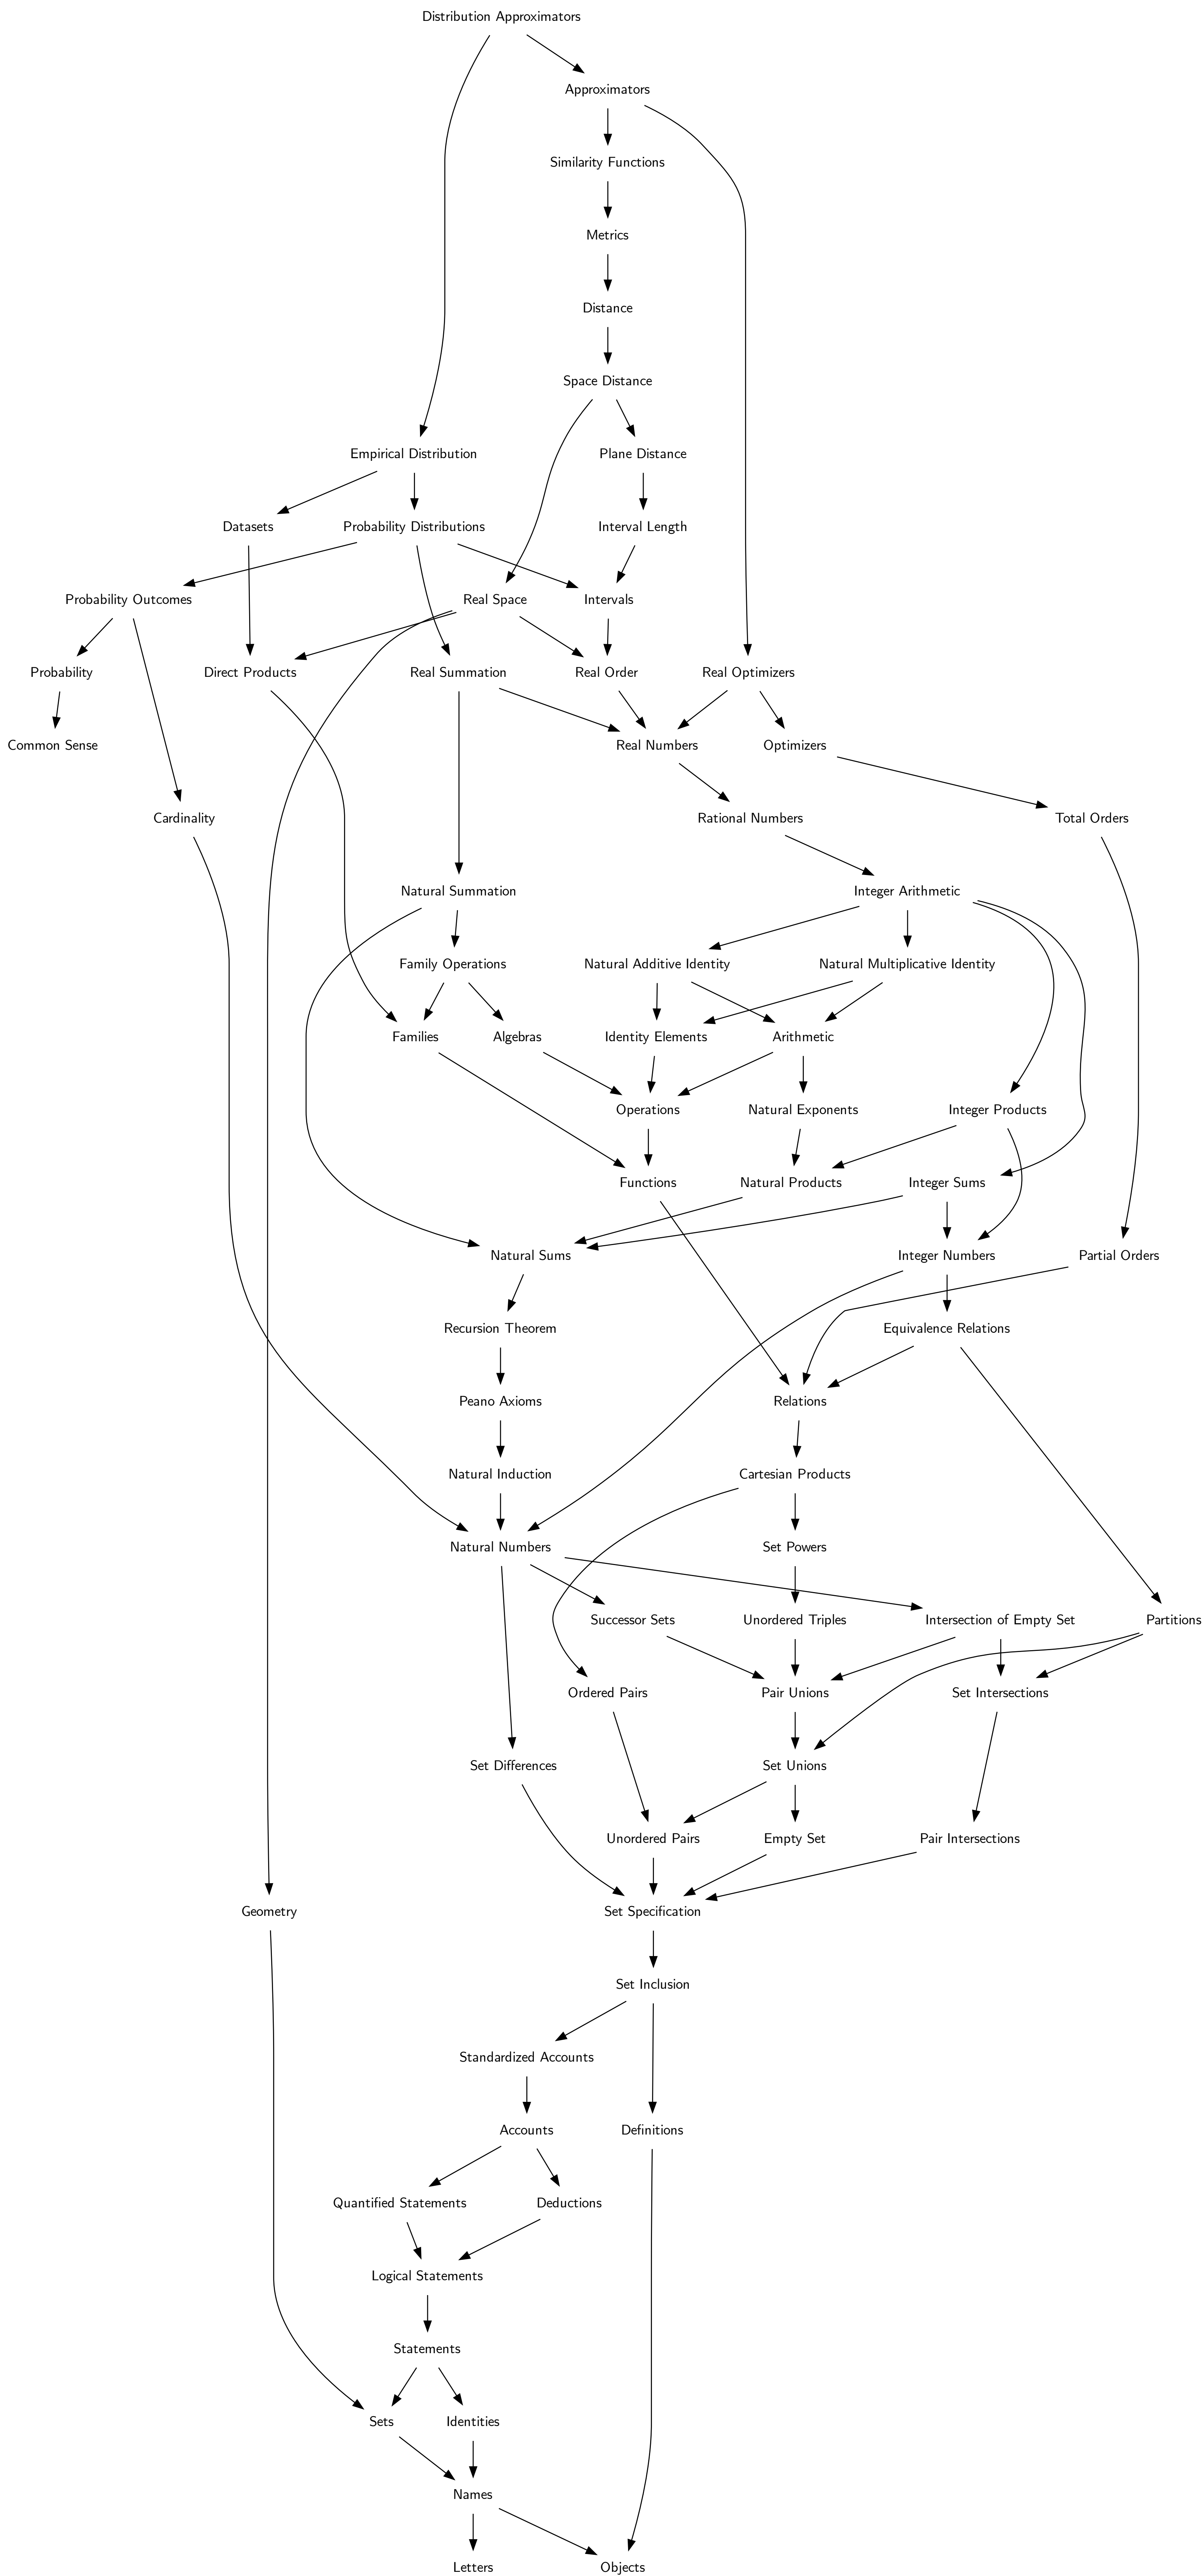 Distribution Approximators
Approximators
Similarity Functions
Metrics
Distance
Space Distance
Empirical Distribution
Plane Distance
Datasets
Probability Distributions
Interval Length
Probability Outcomes
Real Space
Intervals
Probability
Direct Products
Real Summation
Real Order
Real Optimizers
Common Sense
Real Numbers
Optimizers
Cardinality
Rational Numbers
Total Orders
Natural Summation
Integer Arithmetic
Family Operations
Natural Additive Identity
Natural Multiplicative Identity
Families
Algebras
Identity Elements
Arithmetic
Operations
Natural Exponents
Integer Products
Functions
Natural Products
Integer Sums
Natural Sums
Integer Numbers
Partial Orders
Recursion Theorem
Equivalence Relations
Peano Axioms
Relations
Natural Induction
Cartesian Products
Natural Numbers
Set Powers
Successor Sets
Unordered Triples
Intersection of Empty Set
Partitions
Ordered Pairs
Pair Unions
Set Intersections
Set Differences
Set Unions
Unordered Pairs
Empty Set
Pair Intersections
Geometry
Set Specification
Set Inclusion
Standardized Accounts
Accounts
Definitions
Quantified Statements
Deductions
Logical Statements
Statements
Sets
Identities
Names
Letters
Objects